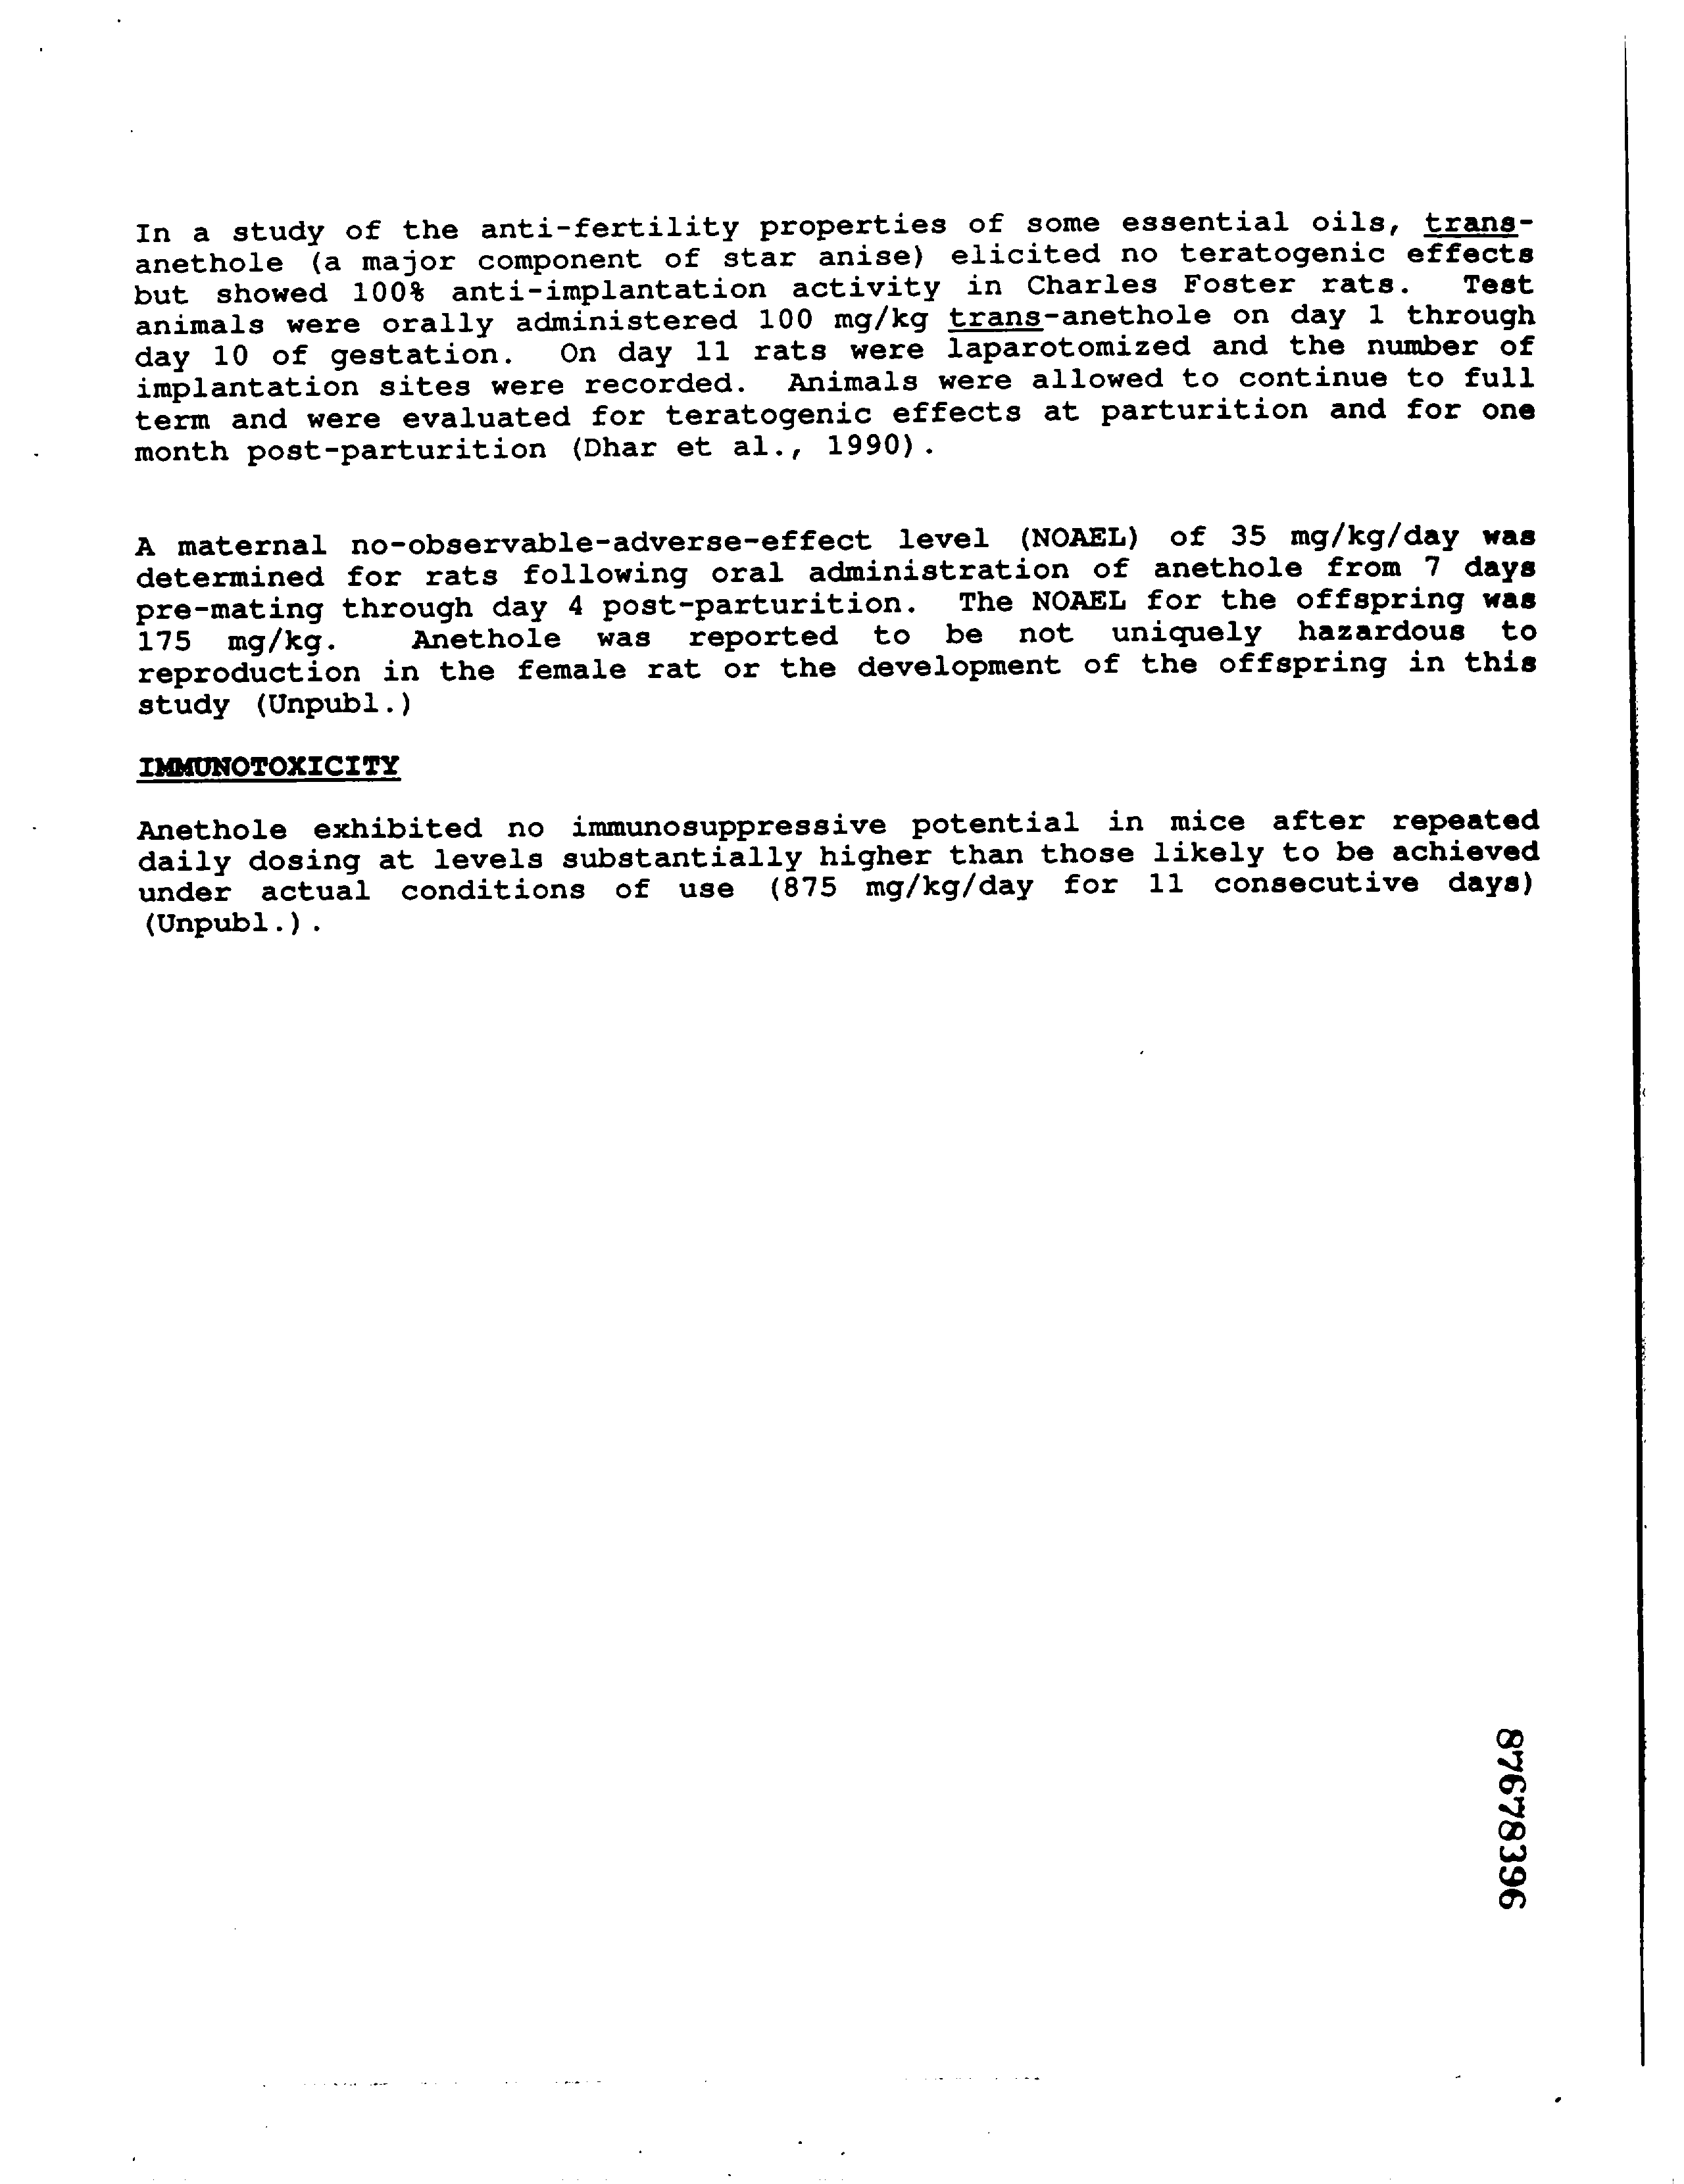 In a study of the anti-fertility properties of some essential oils, trans-
anethole (a major component of star anise) elicited no teratogenic effects
but showed 100% anti-implantation activity in Charles Foster rats. Test
animals were orally administered 100 mg/kg trans-anethole on day 1 through
day 10 of gestation. On day 11 rats were laparotomized and the number of
implantation sites were recorded. Animals were allowed to continue to full
term and were evaluated for teratogenic effects at parturition and for one
month post-parturition (Dhar et al., 1990).
A maternal no-observable-adverse-effect level (NOAEL) of 35 mg/kg/day was
determined for rats following oral administration of anethole from 7 days
pre-mating through day 4 post-parturition. The NOAEL for the offspring was
175 mg/kg. Anethole was reported to be not uniquely hazardous to
reproduction in the female rat or the development of the offspring in this
study (Unpubl.)
IMMUNOTOXICITY
Anethole exhibited no immunosuppressive potential in mice after repeated
daily dosing at levels substantially higher than those likely to be achieved
under actual conditions of use (875 mg/kg/day for 11 consecutive days)
(Unpubl.).
87678396